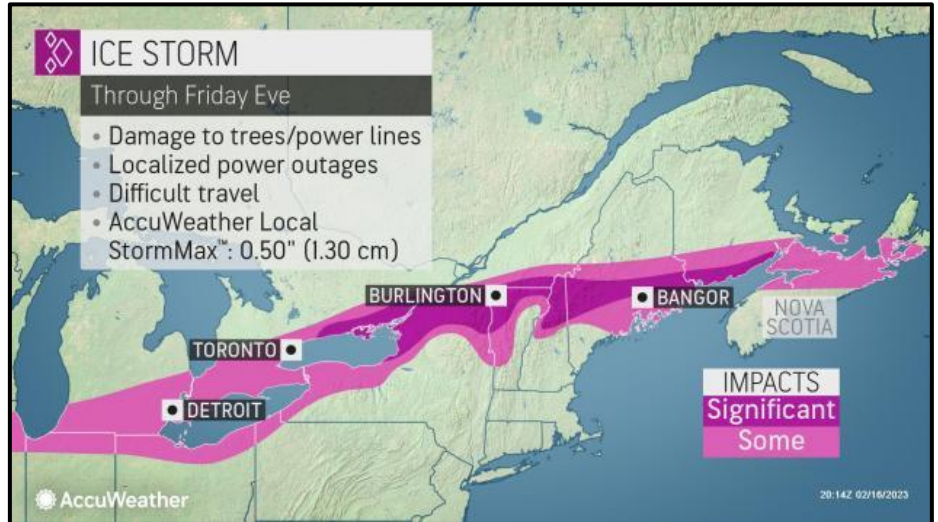 ICE STORM
Through Friday Eve
• Damage to trees/power lines
• Localized power outages
• Difficult travel
• AccuWeather Local
StormMax™: 0.50" (1.30 cm)
BURLINGTON
BANGOR
NOVA
SCOTIA
TORONTO
DETROIT
IMPACTS
Significant
Some
AccuWeather
20:14Z 02/16/2023